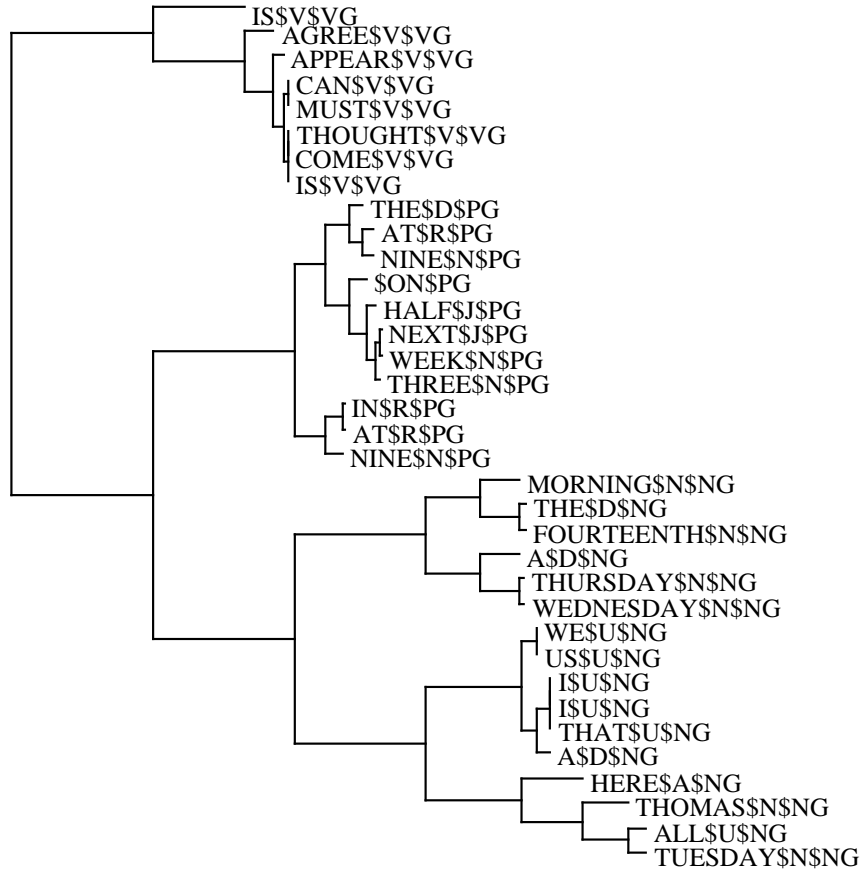 IS$V$VG
AGREE$V$VG
APPEAR$V$VG
CAN$V$VG
MUST$V$VG
THOUGHT$V$VG
COME$V$VG
IS$V$VG
THE$D$PG
AT$R$PG
NINE$N$PG
$ON$PG
HALF$J$PG
NEXT$J$PG
WEEK$N$PG
THREE$N$PG
IN$R$PG
AT$R$PG
NINE$N$PG
MORNING$N$NG
THE$D$NG
FOURTEENTH$N$NG
A$D$NG
THURSDAY$N$NG
WEDNESDAY$N$NG
WE$U$NG
US$U$NG
I$U$NG
I$U$NG
THAT$U$NG
A$D$NG
HERE$A$NG
THOMAS$N$NG
ALL$U$NG
TUESDAY$N$NG